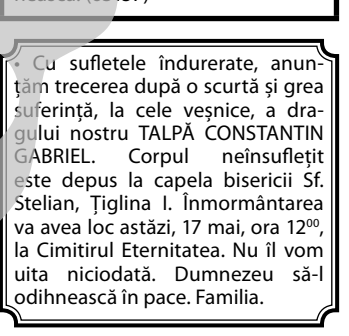 • Cu sufletele îndurerate, anun-
țăm trecerea după o scurtă și grea
suferință, la cele veșnice, a dra-
gului nostru TALPĂ CONSTANTIN
GABRIEL. Corpul neînsuflețit
este depus la capela bisericii Sf.
Stelian, Țiglina I. Înmormântarea
va avea loc astăzi, 17 mai, ora 12⁰⁰,
la Cimitirul Eternitatea. Nu îl vom
uita niciodată. Dumnezeu să-l
odihnească în pace. Familia.